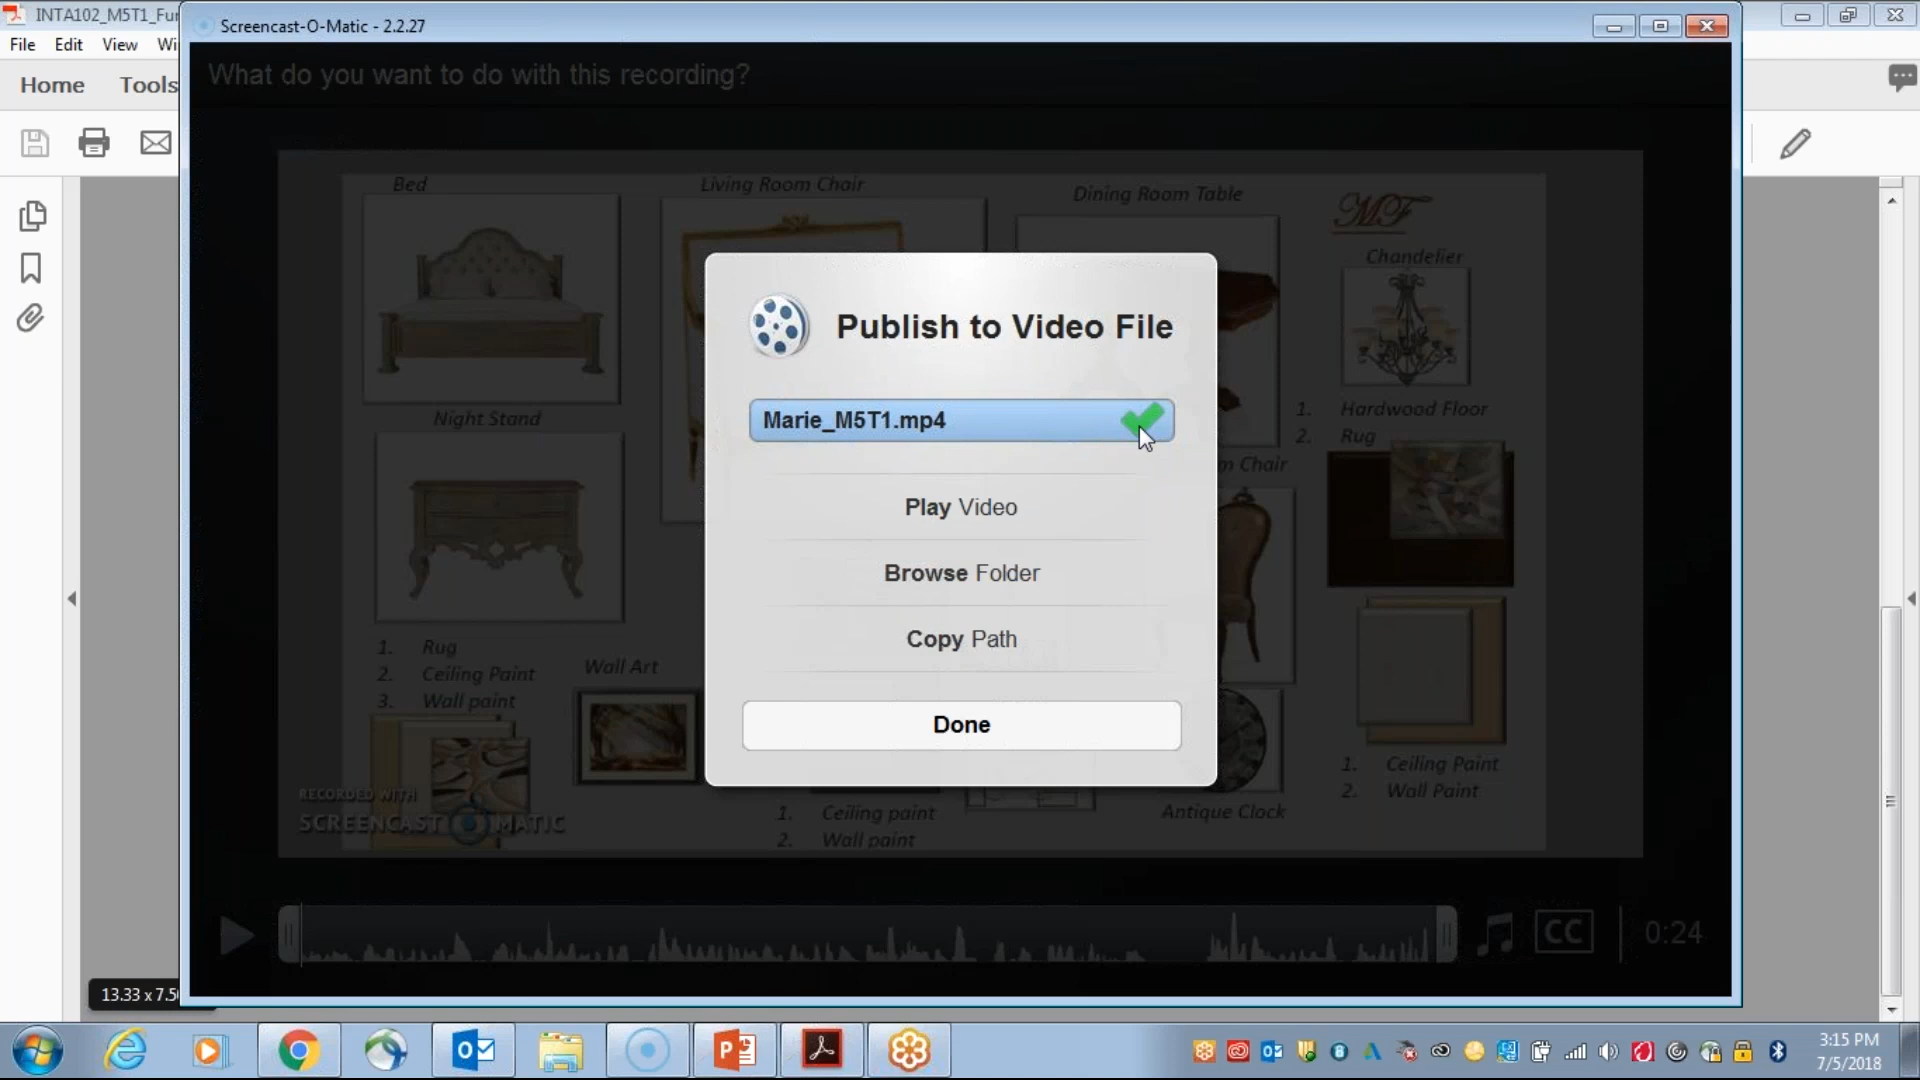 INTA102_M5T1_Fur
Screencast-O-Matic - 2.2.27
File Edit View Wi
What do you want to do with this recording?
Home Tools
Bed
Living Room Chair
Dining Room Table
MF
Chandelier
Publish to Video File
Marie_M5T1.mp4
Night Stand
1. Hardwood Floor
2. Rug
m Chair
Play Video
Browse Folder
Copy Path
1. Rug
2. Ceiling Paint
3. Wall paint
Wall Art
Done
1. Ceiling Paint
2. Wall Paint
RECORDED WITH
SCREENCAST MATIC
1. Ceiling paint
2. Wall paint
Antique Clock
CC
0:24
13.33 x 7.5
3:15 PM
7/5/2018